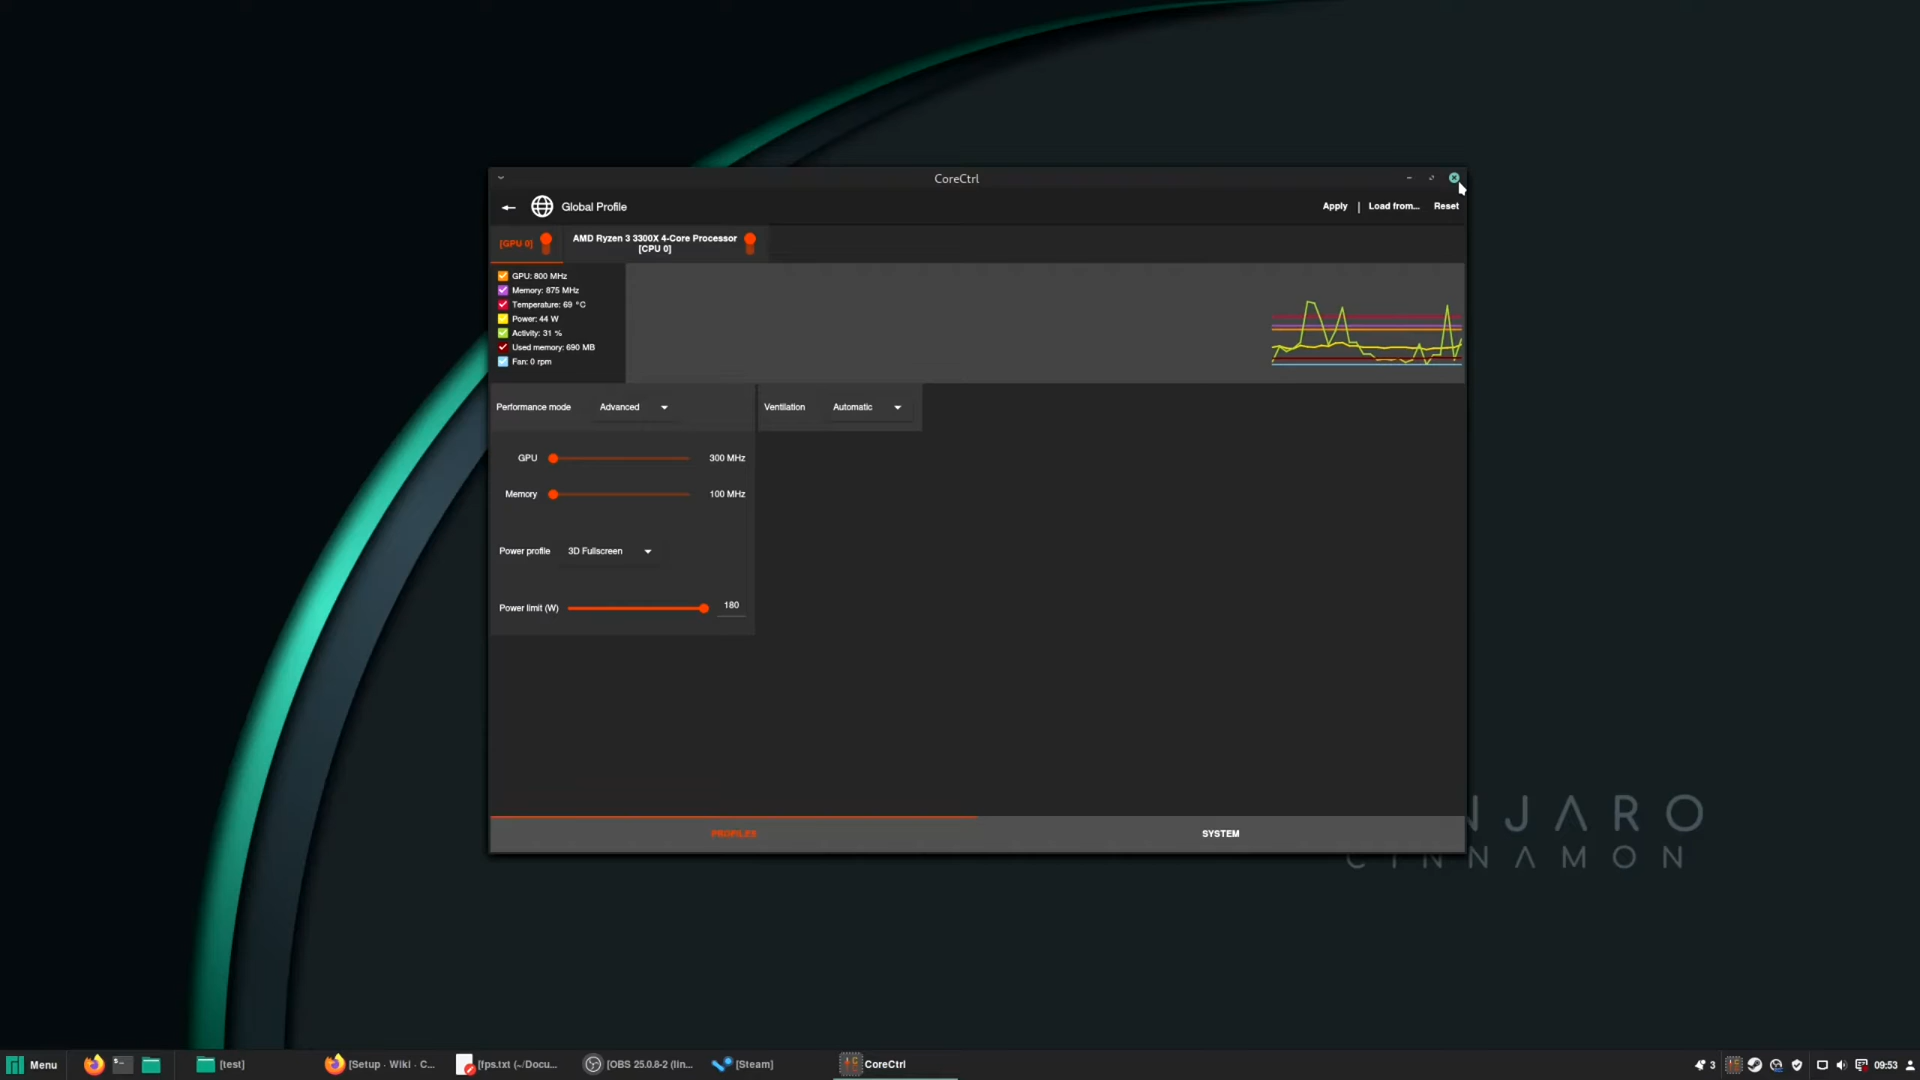 CoreCtrl
Global Profile
Apply | Load from... Reset
[GPU 0]
AMD Ryzen 3 3300X 4-Core Processor
[CPU 0]
GPU: 800 MHz
Memory: 875 MHz
Temperature: 69 °C
Power: 44 W
Activity: 31 %
Used memory: 690 MB
Fan: 0 rpm
Performance mode Advanced
Ventilation Automatic
GPU 300 MHz
Memory 100 MHz
Power profile 3D Fullscreen
Power limit (W) 180
PROFILES
SYSTEM
NJARO
CINNAMON
Menu
[test]
[Setup · Wiki · C...
[fps.txt (~/Docu...
[OBS 25.0.8-2 (lin...
[Steam]
CoreCtrl
3
09:53